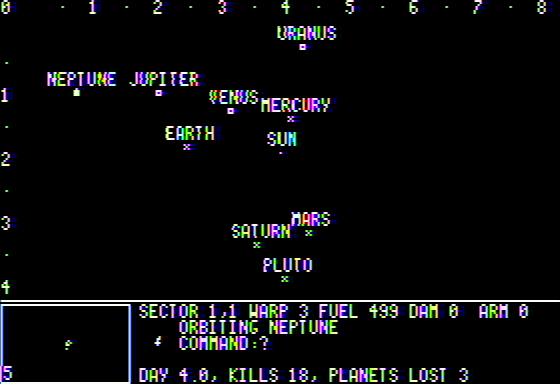 0 · 1 · 2 · 3 · 4 · 5 · 6 · 7 · 8
URANUS
NEPTUNE JUPITER
1
VENUS
MERCURY
EARTH
SUN
2
3
MARS
SATURN
PLUTO
4
SECTOR 1,1 WARP 3 FUEL 499 DAM 0 ARM 0
ORBITING NEPTUNE
COMMAND:?
5
DAY 4.0, KILLS 18, PLANETS LOST 3